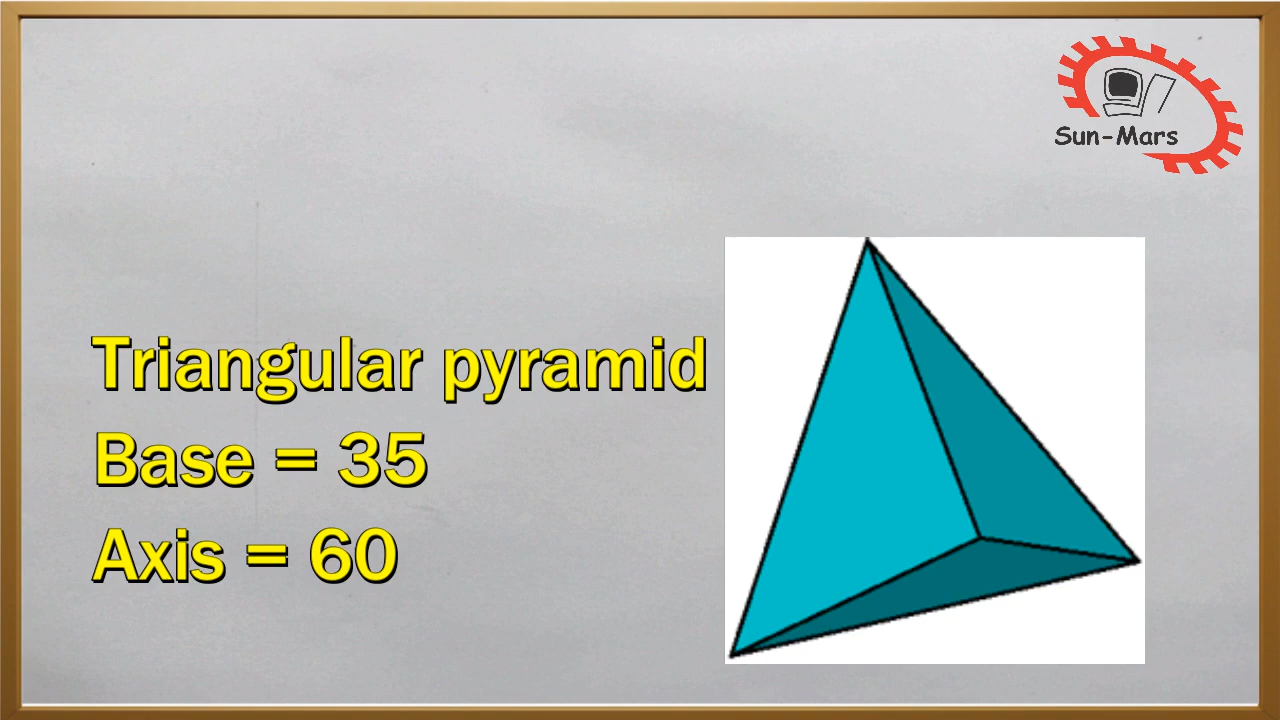 Sun-Mars
Triangular pyramid
Base = 35
Axis = 60